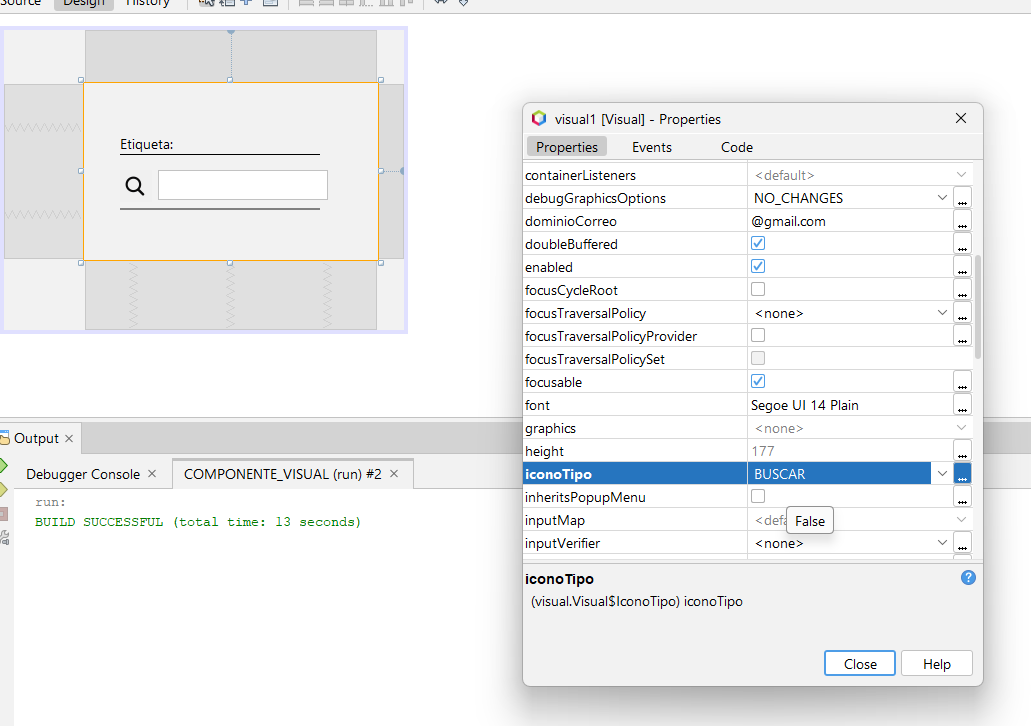 Source Design History
Etiqueta:
visual1 [Visual] - Properties
Properties Events Code
containerListeners <default>
debugGraphicsOptions NO_CHANGES ...
dominioCorreo @gmail.com ...
doubleBuffered ...
enabled ...
focusCycleRoot ...
focusTraversalPolicy <none> ...
focusTraversalPolicyProvider ...
focusTraversalPolicySet
focusable ...
font Segoe UI 14 Plain ...
graphics <none>
height 177 ...
iconoTipo BUSCAR ...
inheritsPopupMenu ...
inputMap <defa
False
inputVerifier <none> ...
iconoTipo
(visual.Visual$IconoTipo) iconoTipo
Close Help
Output
Debugger Console COMPONENTE_VISUAL (run) #2
run:
BUILD SUCCESSFUL (total time: 13 seconds)